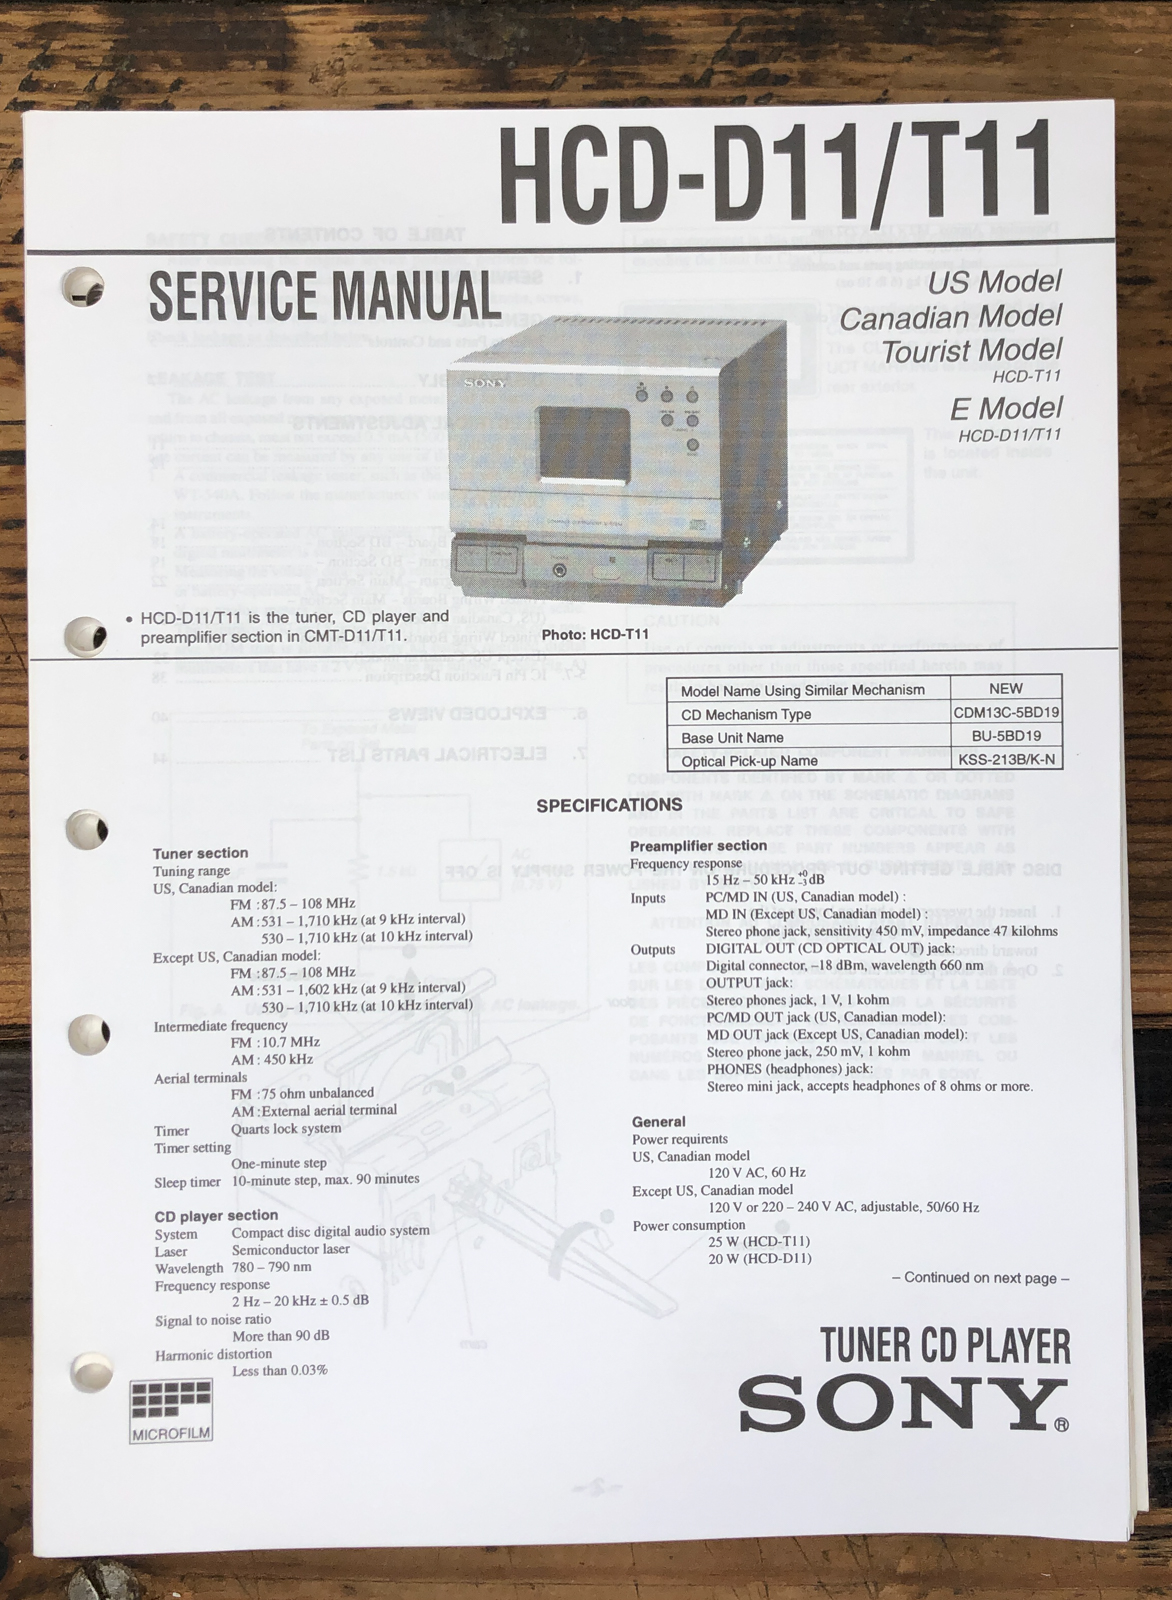 HCD-D11/T11
SERVICE MANUAL
US Model
Canadian Model
Tourist Model
HCD-T11
E Model
HCD-D11/T11
SONY
• HCD-D11/T11 is the tuner, CD player and
preamplifier section in CMT-D11/T11.
Photo: HCD-T11
Model Name Using Similar Mechanism NEW
CD Mechanism Type CDM13C-5BD19
Base Unit Name BU-5BD19
Optical Pick-up Name KSS-213B/K-N
SPECIFICATIONS
Tuner section
Tuning range
US, Canadian model:
FM : 87.5 – 108 MHz
AM : 531 – 1,710 kHz (at 9 kHz interval)
530 – 1,710 kHz (at 10 kHz interval)
Except US, Canadian model:
FM : 87.5 – 108 MHz
AM : 531 – 1,602 kHz (at 9 kHz interval)
530 – 1,710 kHz (at 10 kHz interval)
Intermediate frequency
FM : 10.7 MHz
AM : 450 kHz
Aerial terminals
FM : 75 ohm unbalanced
AM : External aerial terminal
Timer Quarts lock system
Timer setting
One-minute step
Sleep timer 10-minute step, max. 90 minutes
CD player section
System Compact disc digital audio system
Laser Semiconductor laser
Wavelength 780 – 790 nm
Frequency response
2 Hz – 20 kHz ± 0.5 dB
Signal to noise ratio
More than 90 dB
Harmonic distortion
Less than 0.03%
MICROFILM
Preamplifier section
Frequency response
15 Hz – 50 kHz +0 -3 dB
Inputs PC/MD IN (US, Canadian model) :
MD IN (Except US, Canadian model) :
Stereo phone jack, sensitivity 450 mV, impedance 47 kilohms
Outputs DIGITAL OUT (CD OPTICAL OUT) jack:
Digital connector, –18 dBm, wavelength 660 nm
OUTPUT jack:
Stereo phones jack, 1 V, 1 kohm
PC/MD OUT jack (US, Canadian model):
MD OUT jack (Except US, Canadian model):
Stereo phone jack, 250 mV, 1 kohm
PHONES (headphones) jack:
Stereo mini jack, accepts headphones of 8 ohms or more.
General
Power requirents
US, Canadian model
120 V AC, 60 Hz
Except US, Canadian model
120 V or 220 – 240 V AC, adjustable, 50/60 Hz
Power consumption
25 W (HCD-T11)
20 W (HCD-D11)
– Continued on next page –
TUNER CD PLAYER
SONY®